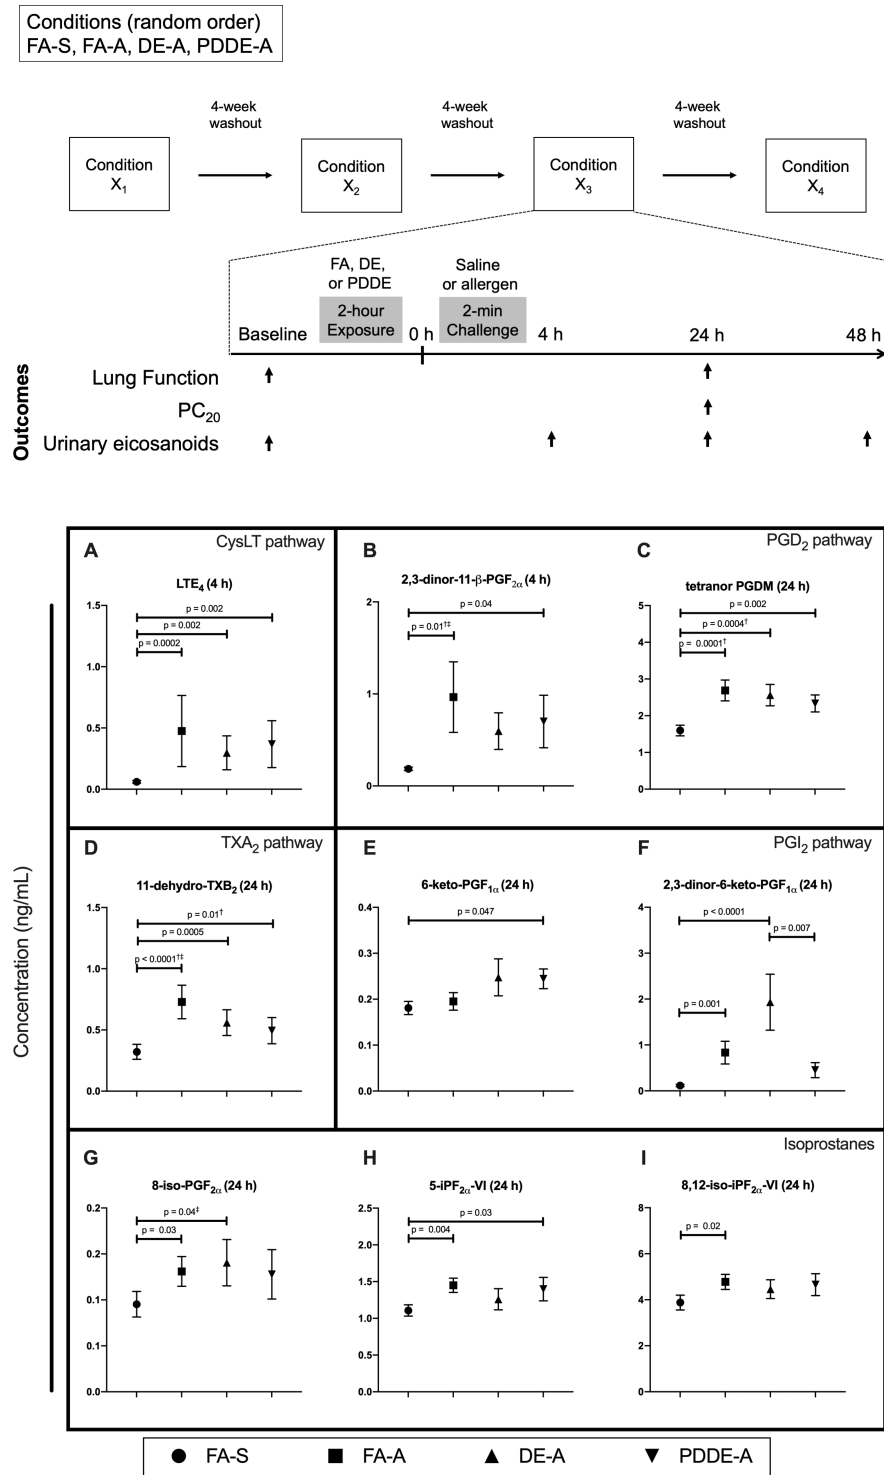 Conditions (random order)
FA-S, FA-A, DE-A, PDDE-A
4-week
washout
4-week
washout
4-week
washout
Condition
X₁
Condition
X₂
Condition
X₃
Condition
X₄
FA, DE,
or PDDE
Saline
or allergen
2-hour
Exposure
2-min
Challenge
Baseline
0 h
4 h
24 h
48 h
Outcomes
Lung Function
PC₂₀
Urinary eicosanoids
Concentration (ng/mL)
A
CysLT pathway
LTE₄ (4 h)
p = 0.002
p = 0.002
p = 0.0002
1.5
1.0
0.5
0.0
B
2,3-dinor-11-β-PGF₂α (4 h)
p = 0.04
p = 0.01†‡
2
1
0
C
PGD₂ pathway
tetranor PGDM (24 h)
p = 0.002
p = 0.0004†
p = 0.0001†
5
4
3
2
1
0
D
TXA₂ pathway
11-dehydro-TXB₂ (24 h)
p = 0.01†
p = 0.0005
p < 0.0001†‡
1.5
1.0
0.5
0.0
E
6-keto-PGF₁α (24 h)
p = 0.047
0.4
0.3
0.2
0.1
0.0
F
PGI₂ pathway
2,3-dinor-6-keto-PGF₁α (24 h)
p < 0.0001
p = 0.007
p = 0.001
4
3
2
1
0
Isoprostanes
G
8-iso-PGF₂α (24 h)
p = 0.04‡
p = 0.03
0.2
0.2
0.1
0.1
0.0
H
5-iPF₂α-VI (24 h)
p = 0.03
p = 0.004
2.5
2.0
1.5
1.0
0.5
0.0
I
8,12-iso-iPF₂α-VI (24 h)
p = 0.02
8
6
4
2
0
FA-S
FA-A
DE-A
PDDE-A